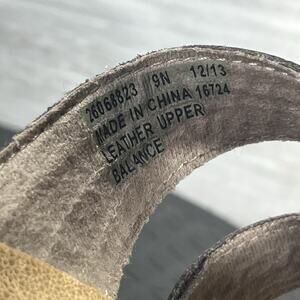 26068823 9N 12/13
MADE IN CHINA 16724
LEATHER UPPER
BALANCE